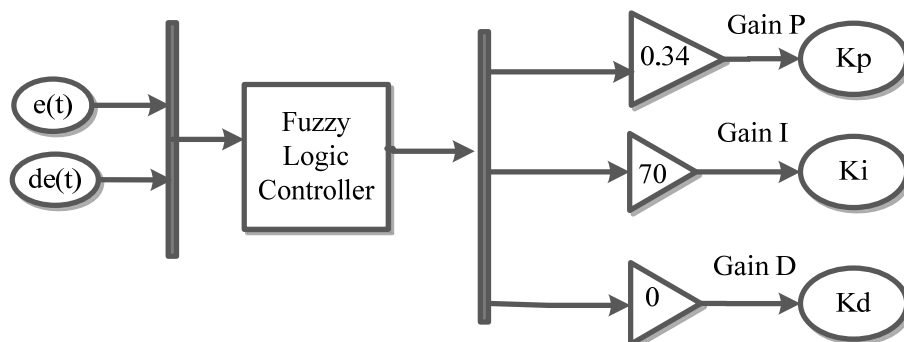 e(t)
de(t)
Fuzzy
Logic
Controller
Gain P
0.34
Kp
Gain I
70
Ki
Gain D
0
Kd